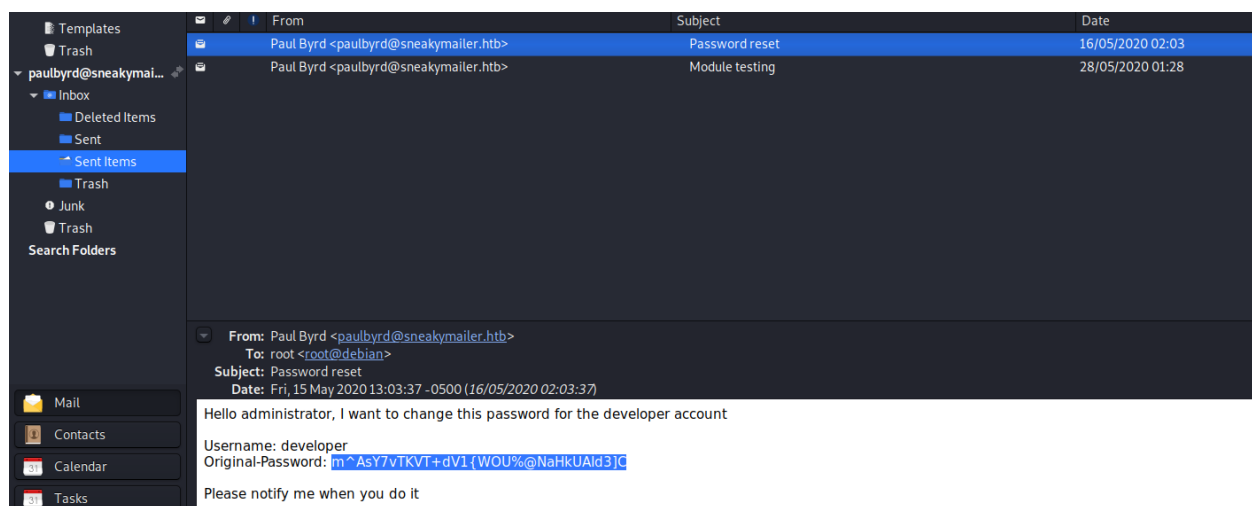 Templates
Trash
paulbyrd@sneakymai...
Inbox
Deleted Items
Sent
Sent Items
Trash
Junk
Trash
Search Folders
Mail
Contacts
31 Calendar
31 Tasks
! From Subject Date
Paul Byrd <paulbyrd@sneakymailer.htb> Password reset 16/05/2020 02:03
Paul Byrd <paulbyrd@sneakymailer.htb> Module testing 28/05/2020 01:28
From: Paul Byrd <paulbyrd@sneakymailer.htb>
To: root <root@debian>
Subject: Password reset
Date: Fri, 15 May 2020 13:03:37 -0500 (16/05/2020 02:03:37)
Hello administrator, I want to change this password for the developer account
Username: developer
Original-Password: m^AsY7vTKVT+dV1{WOU%@NaHkUAId3]C
Please notify me when you do it